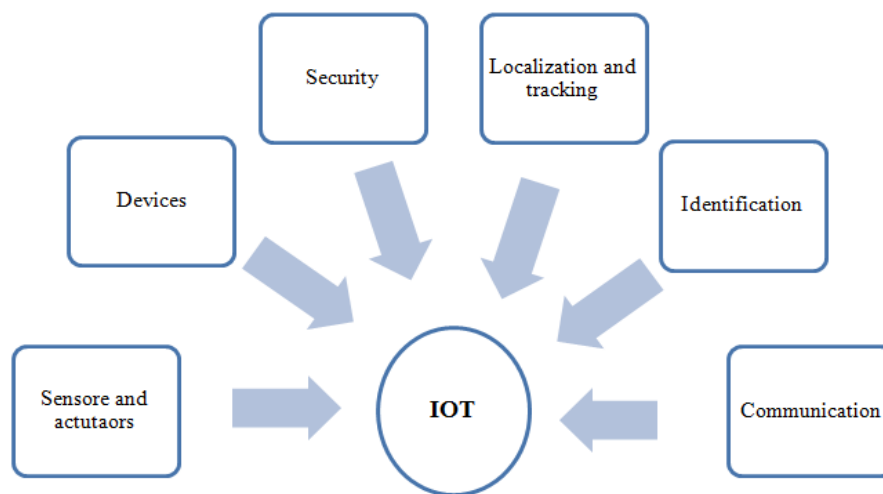 Security
Localization and
tracking
Devices
Identification
Sensore and
actutaors
IOT
Communication